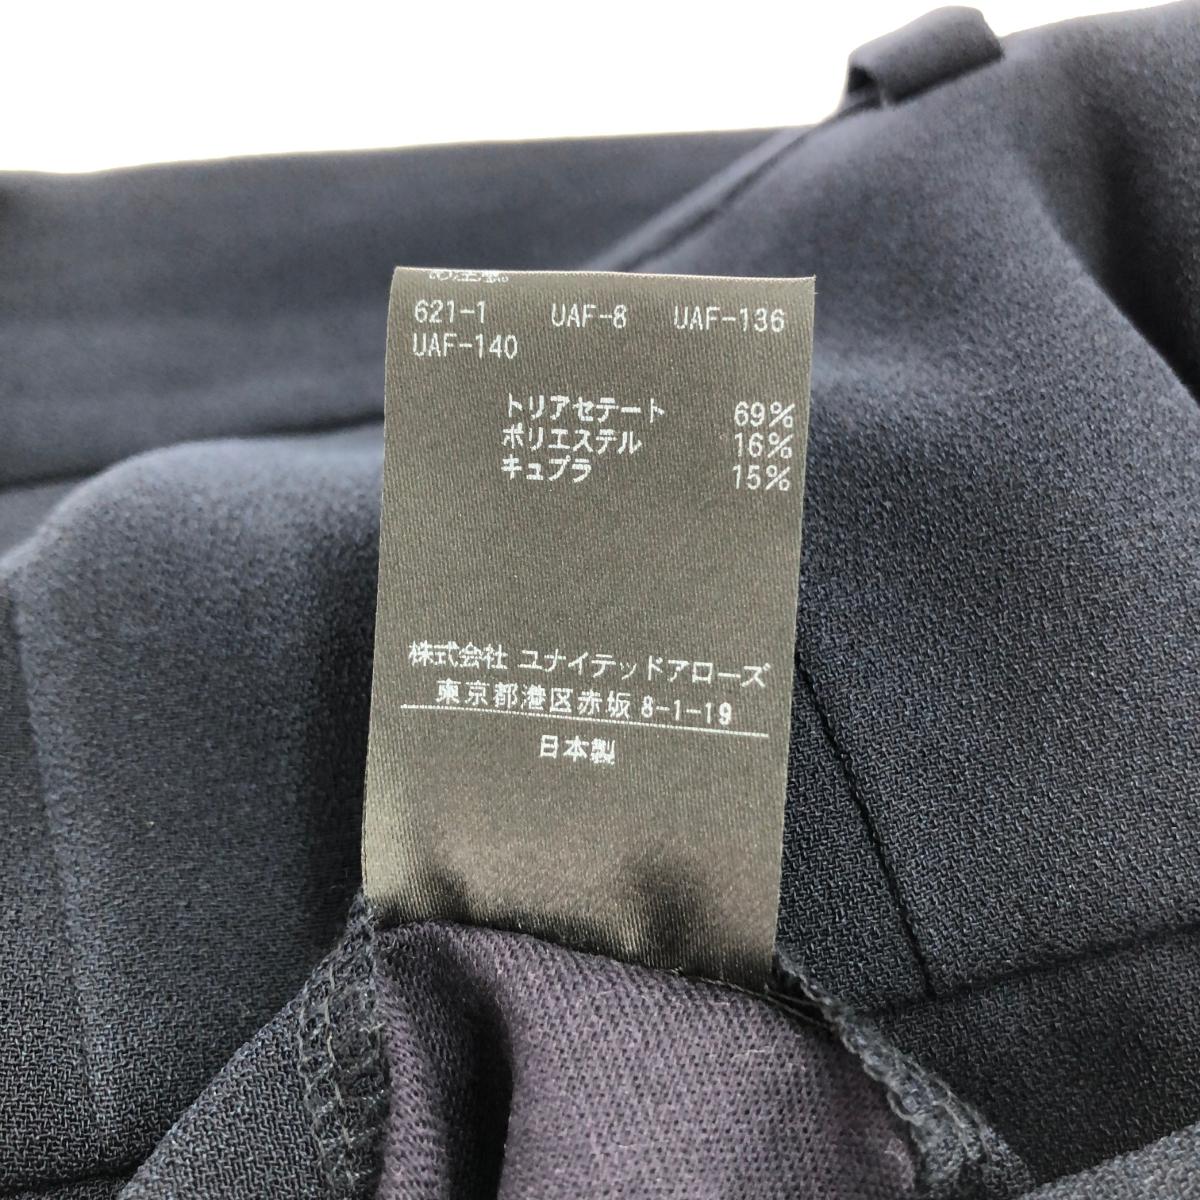 621-1 UAF-8 UAF-136
UAF-140
トリアセテート 69%
ポリエステル 16%
キュプラ 15%
株式会社 ユナイテッドアローズ
東京都港区赤坂 8-1-19
日本製